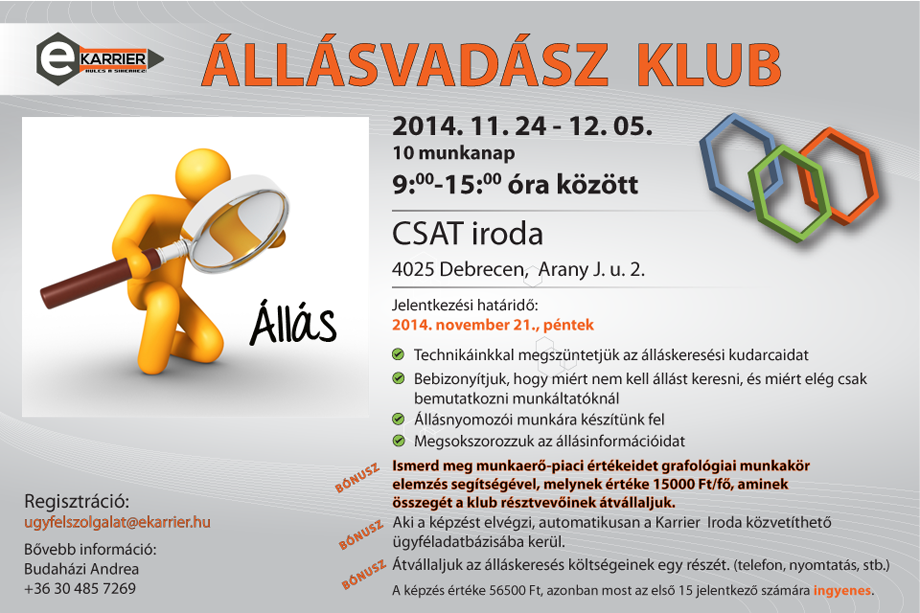 e KARRIER
KULCS A SIKERHEZ!
ÁLLÁSVADÁSZ KLUB
2014. 11. 24 - 12. 05.
10 munkanap
9:00-15:00 óra között
CSAT iroda
4025 Debrecen, Arany J. u. 2.
Állás
Jelentkezési határidő:
2014. november 21., péntek
Technikáinkkal megszüntetjük az álláskeresési kudarcaidat
Bebizonyítjuk, hogy miért nem kell állást keresni, és miért elég csak
bemutatkozni munkáltatóknál
Állásnyomozói munkára készítünk fel
Megsokszorozzuk az állásinformációidat
BÓNUSZ Ismerd meg munkaerő-piaci értékeidet grafológiai munkakör
elemzés segítségével, melynek értéke 15000 Ft/fő, aminek
összegét a klub résztvevőinek átvállaljuk.
BÓNUSZ Aki a képzést elvégzi, automatikusan a Karrier Iroda közvetíthető
ügyféladatbázisába kerül.
BÓNUSZ Átvállaljuk az álláskeresés költségeinek egy részét. (telefon, nyomtatás, stb.)
A képzés értéke 56500 Ft, azonban most az első 15 jelentkező számára ingyenes.
Regisztráció:
ugyfelszolgalat@ekarrier.hu
Bővebb információ:
Budaházi Andrea
+36 30 485 7269